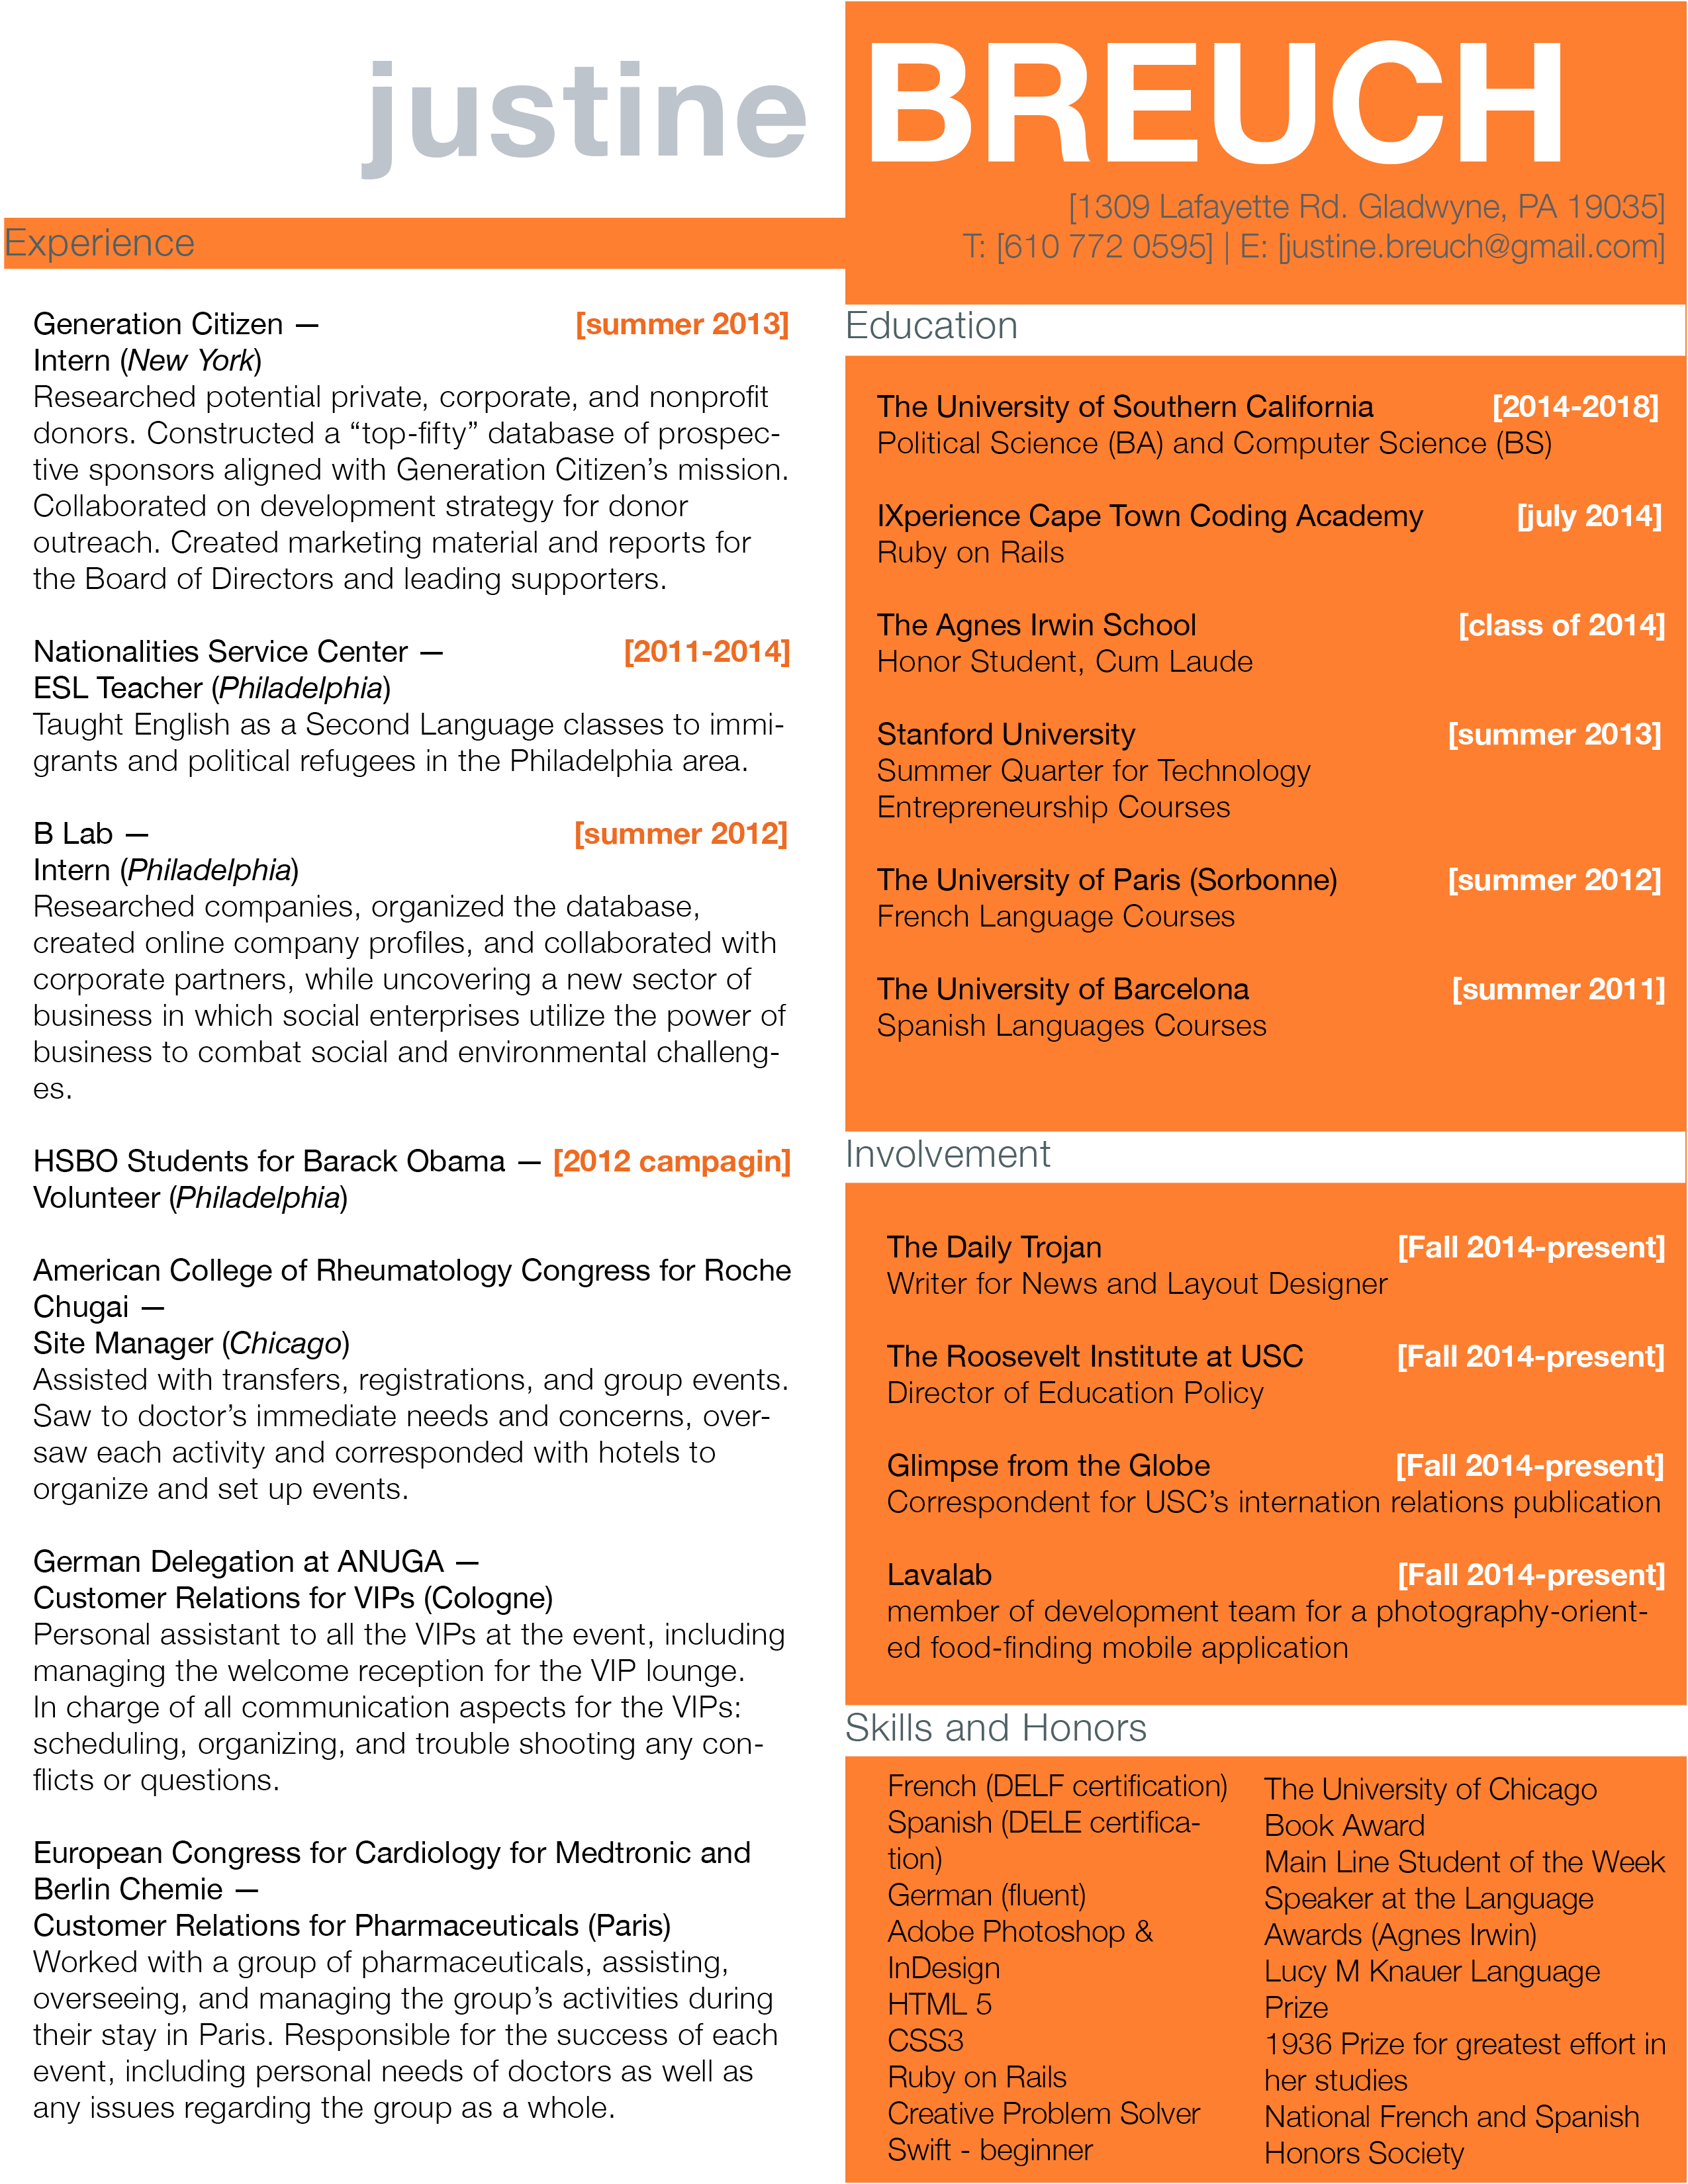 justine BREUCH
[1309 Lafayette Rd. Gladwyne, PA 19035]
T: [610 772 0595] | E: [justine.breuch@gmail.com]
Experience
Generation Citizen — [summer 2013]
Intern (New York)
Researched potential private, corporate, and nonprofit
donors. Constructed a “top-fifty” database of prospec-
tive sponsors aligned with Generation Citizen’s mission.
Collaborated on development strategy for donor
outreach. Created marketing material and reports for
the Board of Directors and leading supporters.
Nationalities Service Center — [2011-2014]
ESL Teacher (Philadelphia)
Taught English as a Second Language classes to immi-
grants and political refugees in the Philadelphia area.
B Lab — [summer 2012]
Intern (Philadelphia)
Researched companies, organized the database,
created online company profiles, and collaborated with
corporate partners, while uncovering a new sector of
business in which social enterprises utilize the power of
business to combat social and environmental challeng-
es.
HSBO Students for Barack Obama — [2012 campagin]
Volunteer (Philadelphia)
American College of Rheumatology Congress for Roche
Chugai —
Site Manager (Chicago)
Assisted with transfers, registrations, and group events.
Saw to doctor’s immediate needs and concerns, over-
saw each activity and corresponded with hotels to
organize and set up events.
German Delegation at ANUGA —
Customer Relations for VIPs (Cologne)
Personal assistant to all the VIPs at the event, including
managing the welcome reception for the VIP lounge.
In charge of all communication aspects for the VIPs:
scheduling, organizing, and trouble shooting any con-
flicts or questions.
European Congress for Cardiology for Medtronic and
Berlin Chemie —
Customer Relations for Pharmaceuticals (Paris)
Worked with a group of pharmaceuticals, assisting,
overseeing, and managing the group’s activities during
their stay in Paris. Responsible for the success of each
event, including personal needs of doctors as well as
any issues regarding the group as a whole.
Education
The University of Southern California [2014-2018]
Political Science (BA) and Computer Science (BS)
IXperience Cape Town Coding Academy [july 2014]
Ruby on Rails
The Agnes Irwin School [class of 2014]
Honor Student, Cum Laude
Stanford University [summer 2013]
Summer Quarter for Technology
Entrepreneurship Courses
The University of Paris (Sorbonne) [summer 2012]
French Language Courses
The University of Barcelona [summer 2011]
Spanish Languages Courses
Involvement
The Daily Trojan [Fall 2014-present]
Writer for News and Layout Designer
The Roosevelt Institute at USC [Fall 2014-present]
Director of Education Policy
Glimpse from the Globe [Fall 2014-present]
Correspondent for USC’s internation relations publication
Lavalab [Fall 2014-present]
member of development team for a photography-orient-
ed food-finding mobile application
Skills and Honors
French (DELF certification)
Spanish (DELE certifica-
tion)
German (fluent)
Adobe Photoshop &
InDesign
HTML 5
CSS3
Ruby on Rails
Creative Problem Solver
Swift - beginner
The University of Chicago
Book Award
Main Line Student of the Week
Speaker at the Language
Awards (Agnes Irwin)
Lucy M Knauer Language
Prize
1936 Prize for greatest effort in
her studies
National French and Spanish
Honors Society